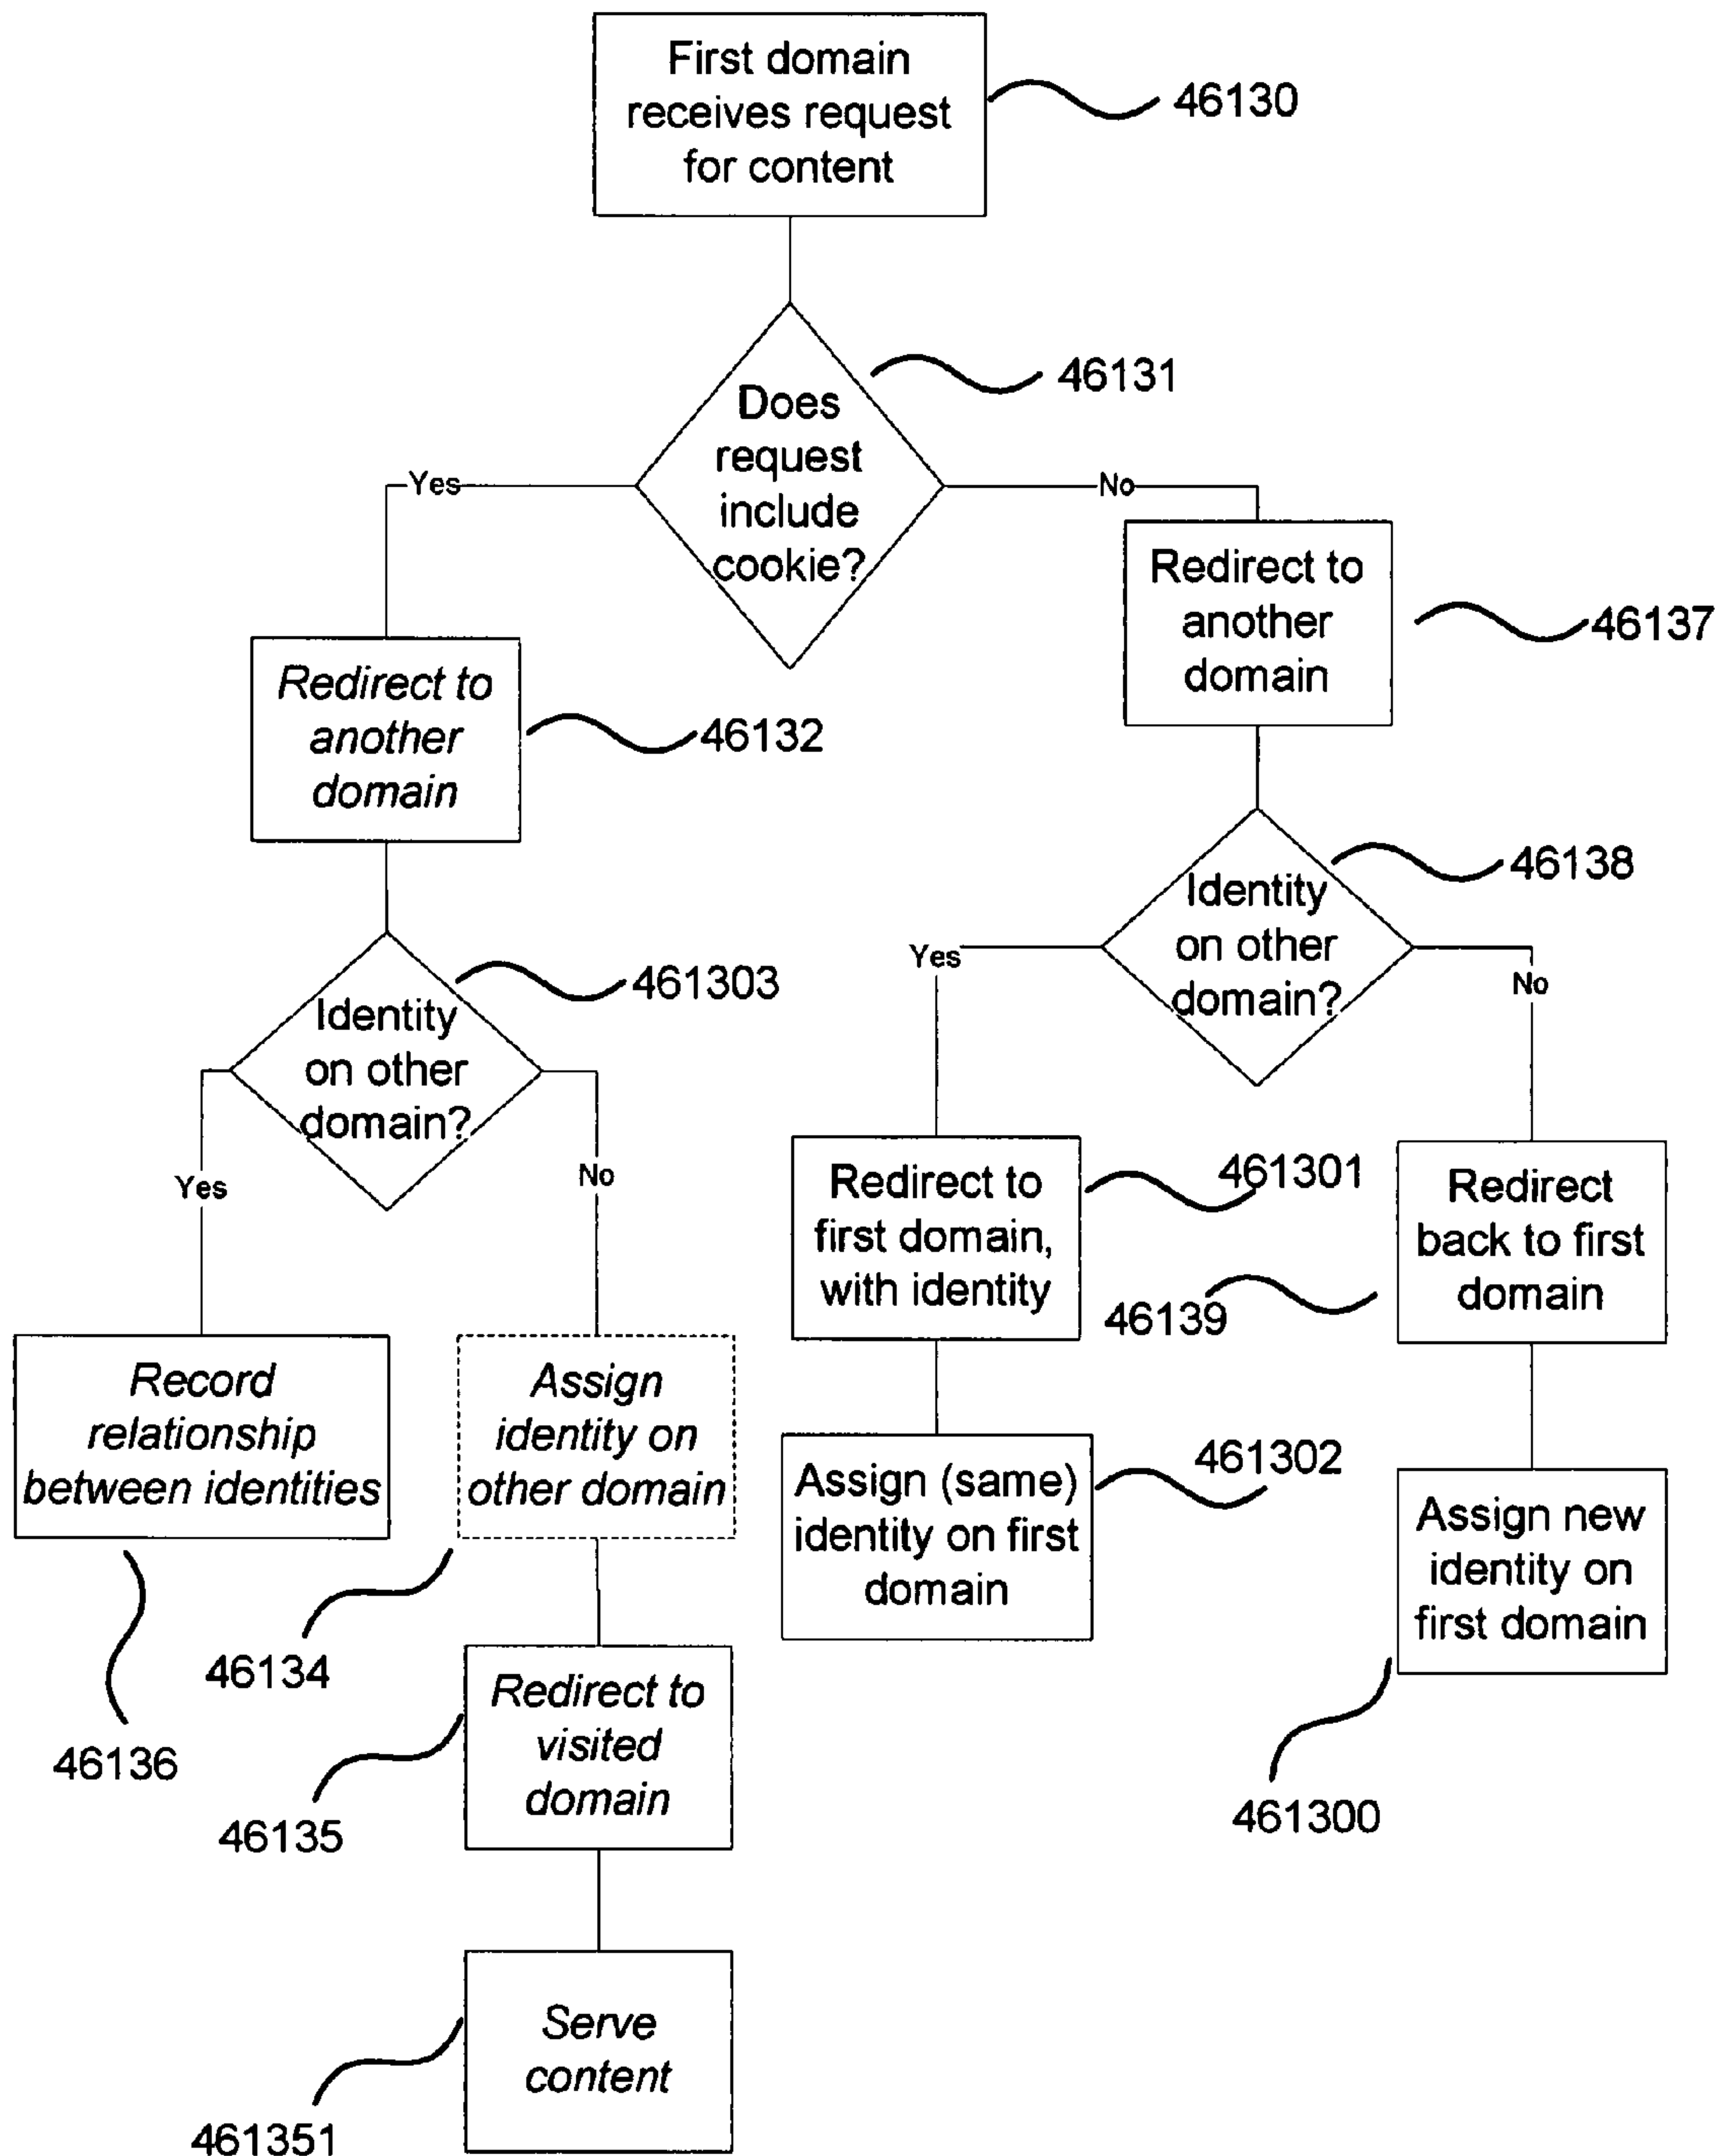 First domain
receives request
for content
46130
Does
request
include
cookie?
46131
Yes
No
Redirect to
another
domain
46132
Redirect to
another
domain
46137
Identity
on other
domain?
461303
Identity
on other
domain?
46138
Yes
No
Yes
No
Record
relationship
between identities
46136
Assign
identity on
other domain
46134
Redirect to
first domain,
with identity
461301
Redirect
back to first
domain
46139
Redirect to
visited
domain
46135
Assign (same)
identity on first
domain
461302
Assign new
identity on
first domain
461300
Serve
content
461351